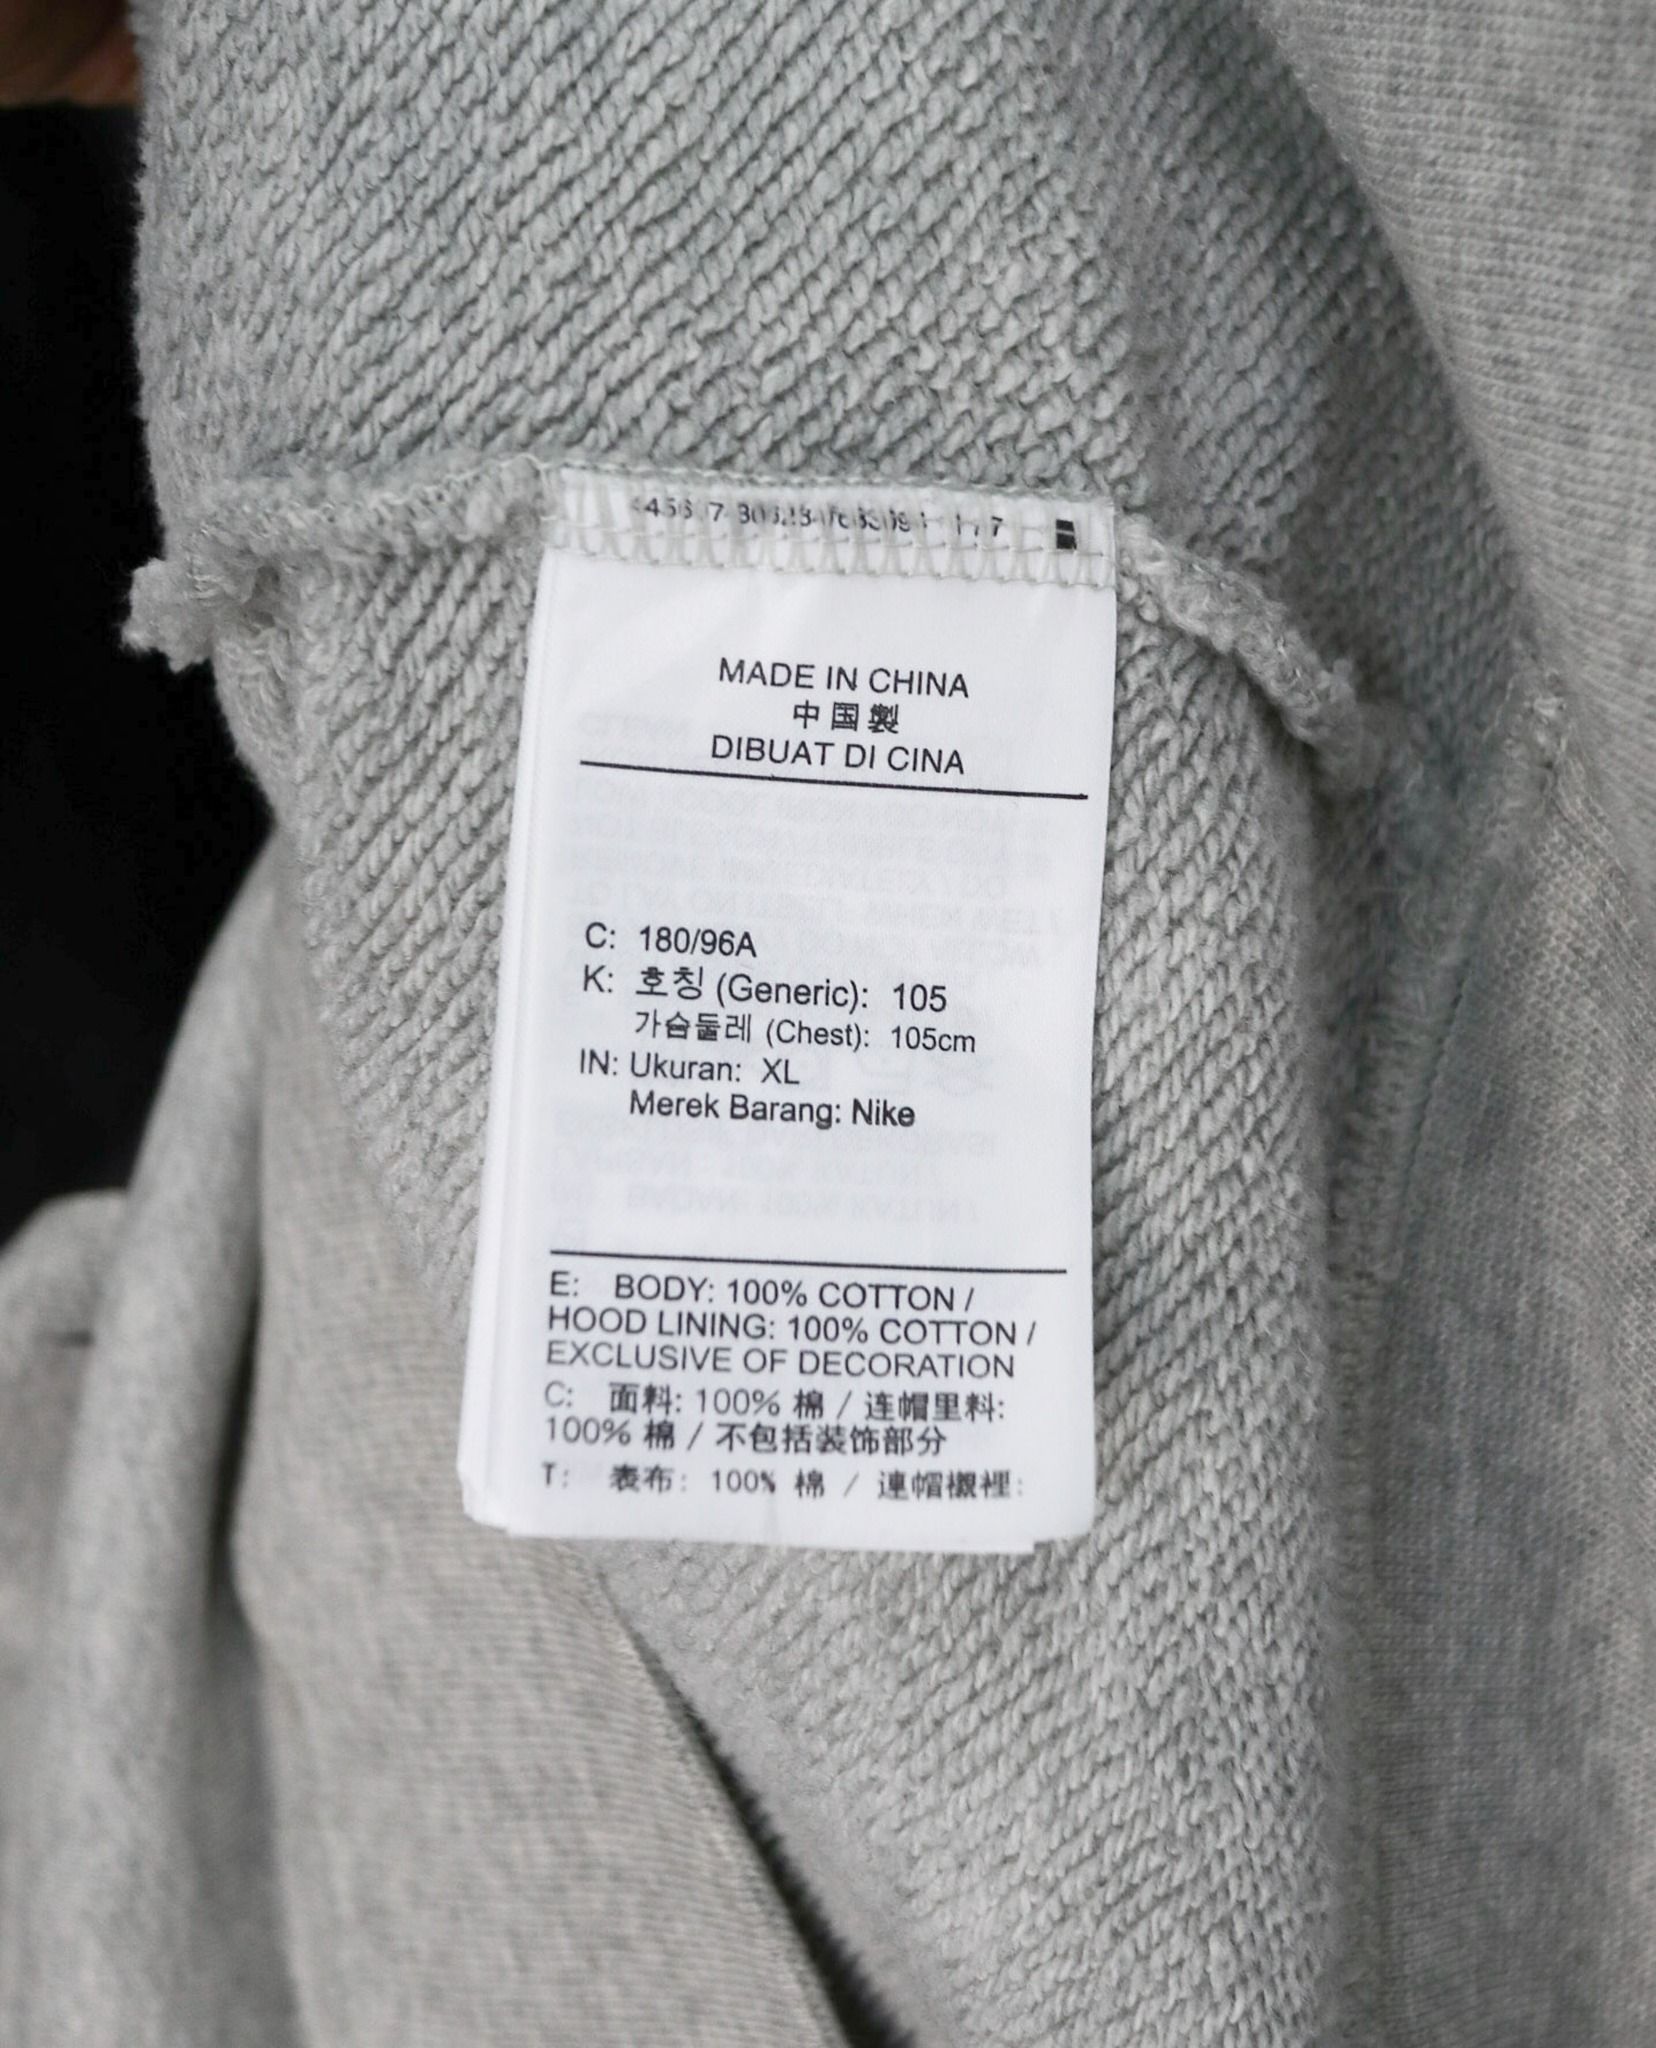 MADE IN CHINA
中国製
DIBUAT DI CINA
C: 180/96A
K: 호칭 (Generic): 105
가슴둘레 (Chest): 105cm
IN: Ukuran: XL
Merek Barang: Nike
E: BODY: 100% COTTON /
HOOD LINING: 100% COTTON /
EXCLUSIVE OF DECORATION
C: 面料: 100% 棉 / 连帽里料:
100% 棉 / 不包括装饰部分
T: 表布: 100% 棉 / 連帽襯裡: